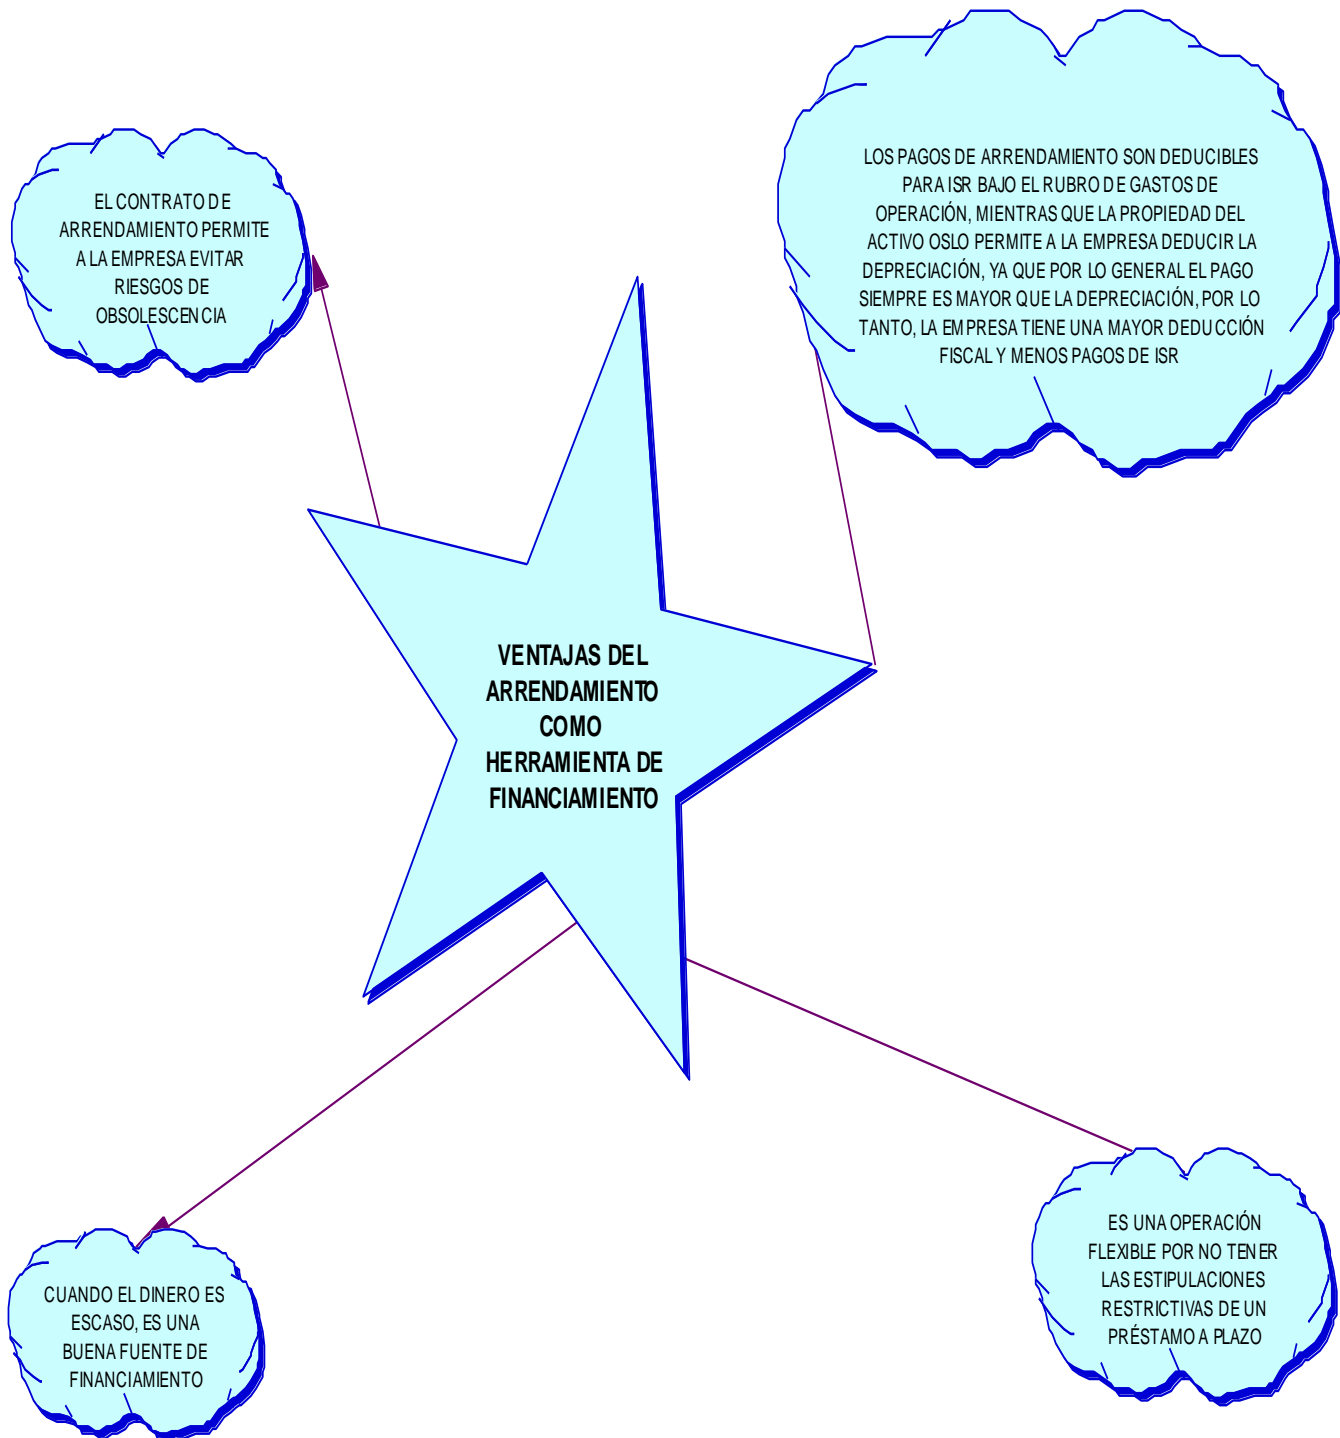 EL CONTRATO DE
ARRENDAMIENTO PERMITE
A LA EMPRESA EVITAR
RIESGOS DE
OBSOLESCENCIA
LOS PAGOS DE ARRENDAMIENTO SON DEDUCIBLES
PARA ISR BAJO EL RUBRO DE GASTOS DE
OPERACIÓN, MIENTRAS QUE LA PROPIEDAD DEL
ACTIVO OSLO PERMITE A LA EMPRESA DEDUCIR LA
DEPRECIACIÓN, YA QUE POR LO GENERAL EL PAGO
SIEMPRE ES MAYOR QUE LA DEPRECIACIÓN, POR LO
TANTO, LA EMPRESA TIENE UNA MAYOR DEDUCCIÓN
FISCAL Y MENOS PAGOS DE ISR
VENTAJAS DEL
ARRENDAMIENTO
COMO
HERRAMIENTA DE
FINANCIAMIENTO
CUANDO EL DINERO ES
ESCASO, ES UNA
BUENA FUENTE DE
FINANCIAMIENTO
ES UNA OPERACIÓN
FLEXIBLE POR NO TENER
LAS ESTIPULACIONES
RESTRICTIVAS DE UN
PRÉSTAMO A PLAZO